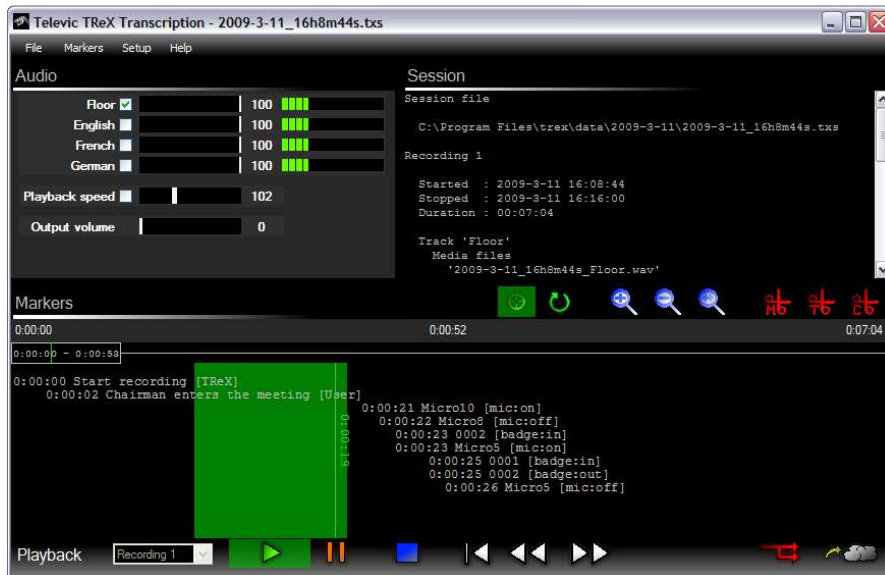 Televic TReX Transcription - 2009-3-11_16h8m44s.txs
File Markers Setup Help
Audio
Floor 100
English 100
French 100
German 100
Playback speed 102
Output volume 0
Session
Session file
C:\Program Files\trex\data\2009-3-11\2009-3-11_16h8m44s.txs
Recording 1
Started : 2009-3-11 16:08:44
Stopped : 2009-3-11 16:16:00
Duration : 00:07:04
Track 'Floor'
Media files
'2009-3-11_16h8m44s_Floor.wav'
Markers
M6 T6 C6
0:00:00 0:00:52 0:07:04
0:00:00 - 0:00:53
0:00:00 Start recording [TReX]
0:00:02 Chairman enters the meeting [User]
0:00:19
0:00:21 Micro10 [mic:on]
0:00:22 Micro8 [mic:off]
0:00:23 0002 [badge:in]
0:00:23 Micro5 [mic:on]
0:00:25 0001 [badge:in]
0:00:25 0002 [badge:out]
0:00:26 Micro5 [mic:off]
Playback Recording 1